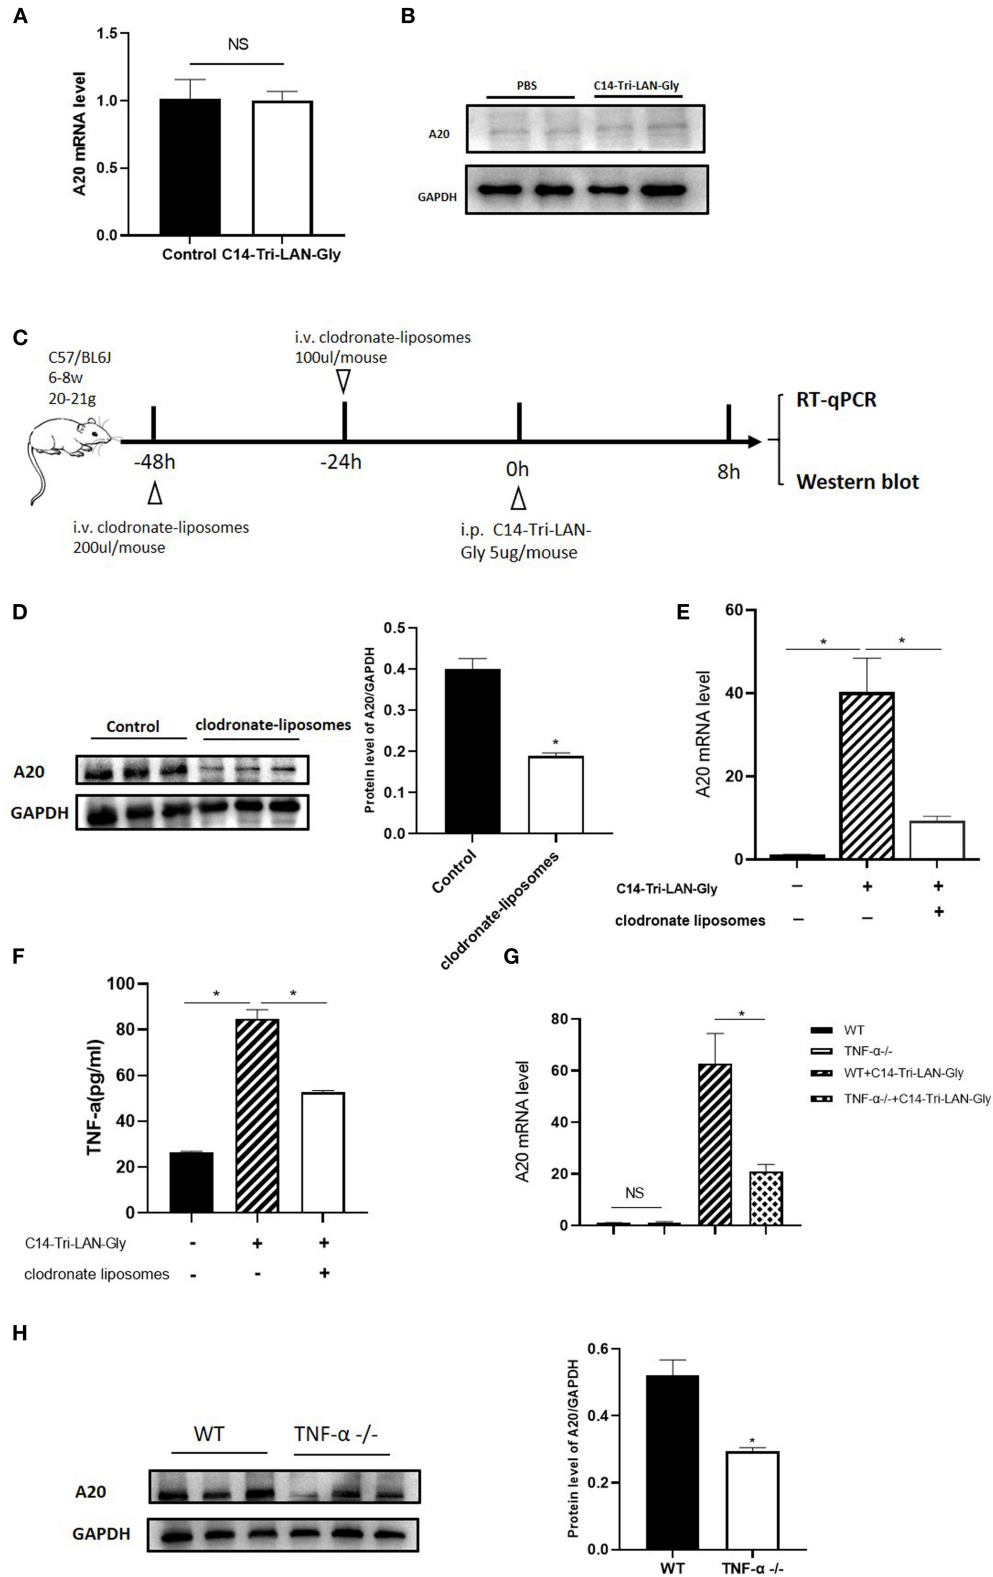 A
1.5
1.0
0.5
0.0
A20 mRNA level
NS
Control C14-Tri-LAN-Gly
B
PBS C14-Tri-LAN-Gly
A20
GAPDH
C
C57/BL6J
6-8w
20-21g
i.v. clodronate-liposomes
100ul/mouse
-48h
-24h
0h
8h
i.v. clodronate-liposomes
200ul/mouse
i.p. C14-Tri-LAN-
Gly 5ug/mouse
RT-qPCR
Western blot
D
Control clodronate-liposomes
A20
GAPDH
Protein level of A20/GAPDH
0.5
0.4
0.3
0.2
0.1
0.0
*
Control
clodronate-liposomes
E
A20 mRNA level
60
40
20
0
* *
C14-Tri-LAN-Gly − + +
clodronate liposomes − − +
F
TNF-a(pg/ml)
100
80
60
40
20
0
* *
C14-Tri-LAN-Gly - + +
clodronate liposomes - - +
G
A20 mRNA level
80
60
40
20
0
NS
*
WT
TNF-α-/-
WT+C14-Tri-LAN-Gly
TNF-α-/-+C14-Tri-LAN-Gly
H
WT TNF-α -/-
A20
GAPDH
Protein level of A20/GAPDH
0.6
0.4
0.2
0.0
*
WT TNF-α -/-